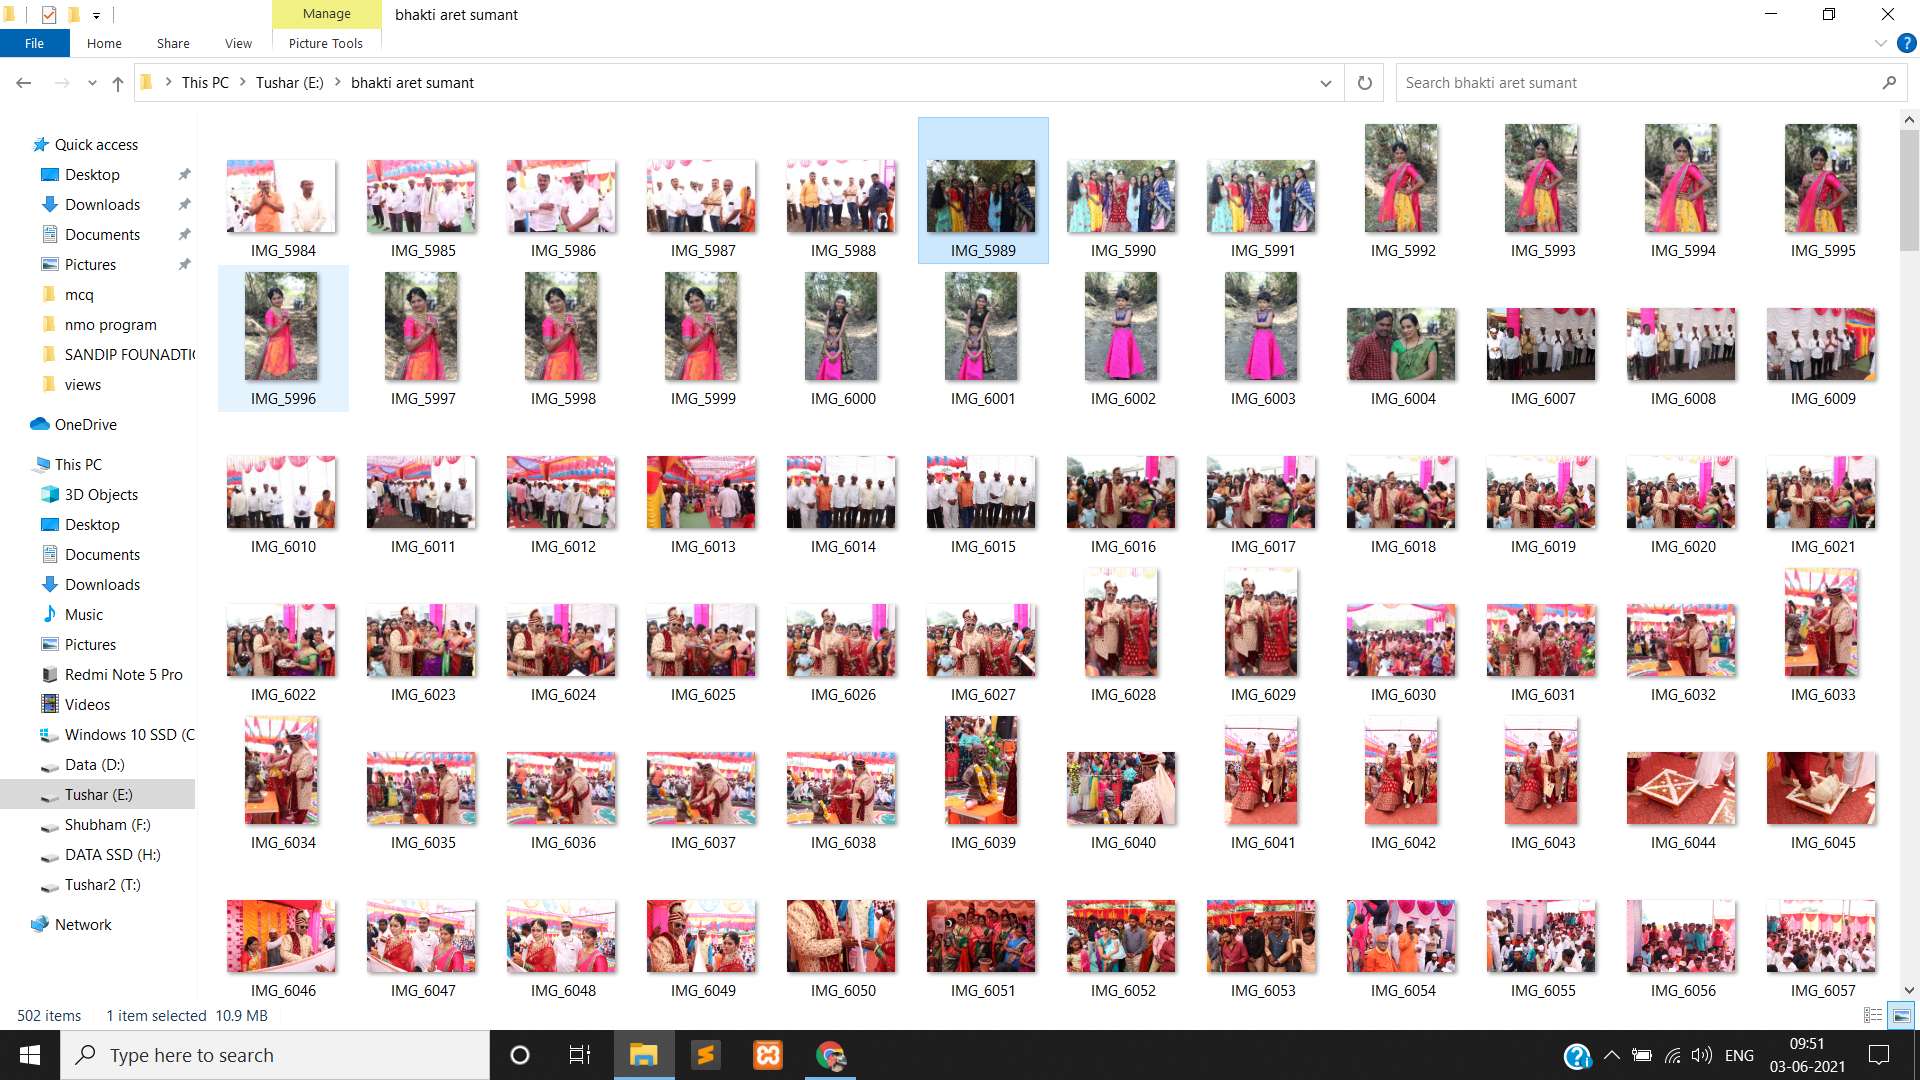 Manage
bhakti aret sumant
File
Home
Share
View
Picture Tools
This PC
Tushar (E:)
bhakti aret sumant
Search bhakti aret sumant
Quick access
Desktop
Downloads
Documents
Pictures
mcq
nmo program
SANDIP FOUNADTI
views
OneDrive
This PC
3D Objects
Desktop
Documents
Downloads
Music
Pictures
Redmi Note 5 Pro
Videos
Windows 10 SSD (C
Data (D:)
Tushar (E:)
Shubham (F:)
DATA SSD (H:)
Tushar2 (T:)
Network
IMG_5984 IMG_5985 IMG_5986 IMG_5987 IMG_5988 IMG_5989 IMG_5990 IMG_5991 IMG_5992 IMG_5993 IMG_5994 IMG_5995
IMG_5996 IMG_5997 IMG_5998 IMG_5999 IMG_6000 IMG_6001 IMG_6002 IMG_6003 IMG_6004 IMG_6007 IMG_6008 IMG_6009
IMG_6010 IMG_6011 IMG_6012 IMG_6013 IMG_6014 IMG_6015 IMG_6016 IMG_6017 IMG_6018 IMG_6019 IMG_6020 IMG_6021
IMG_6022 IMG_6023 IMG_6024 IMG_6025 IMG_6026 IMG_6027 IMG_6028 IMG_6029 IMG_6030 IMG_6031 IMG_6032 IMG_6033
IMG_6034 IMG_6035 IMG_6036 IMG_6037 IMG_6038 IMG_6039 IMG_6040 IMG_6041 IMG_6042 IMG_6043 IMG_6044 IMG_6045
IMG_6046 IMG_6047 IMG_6048 IMG_6049 IMG_6050 IMG_6051 IMG_6052 IMG_6053 IMG_6054 IMG_6055 IMG_6056 IMG_6057
502 items 1 item selected 10.9 MB
Type here to search
ENG
09:51
03-06-2021